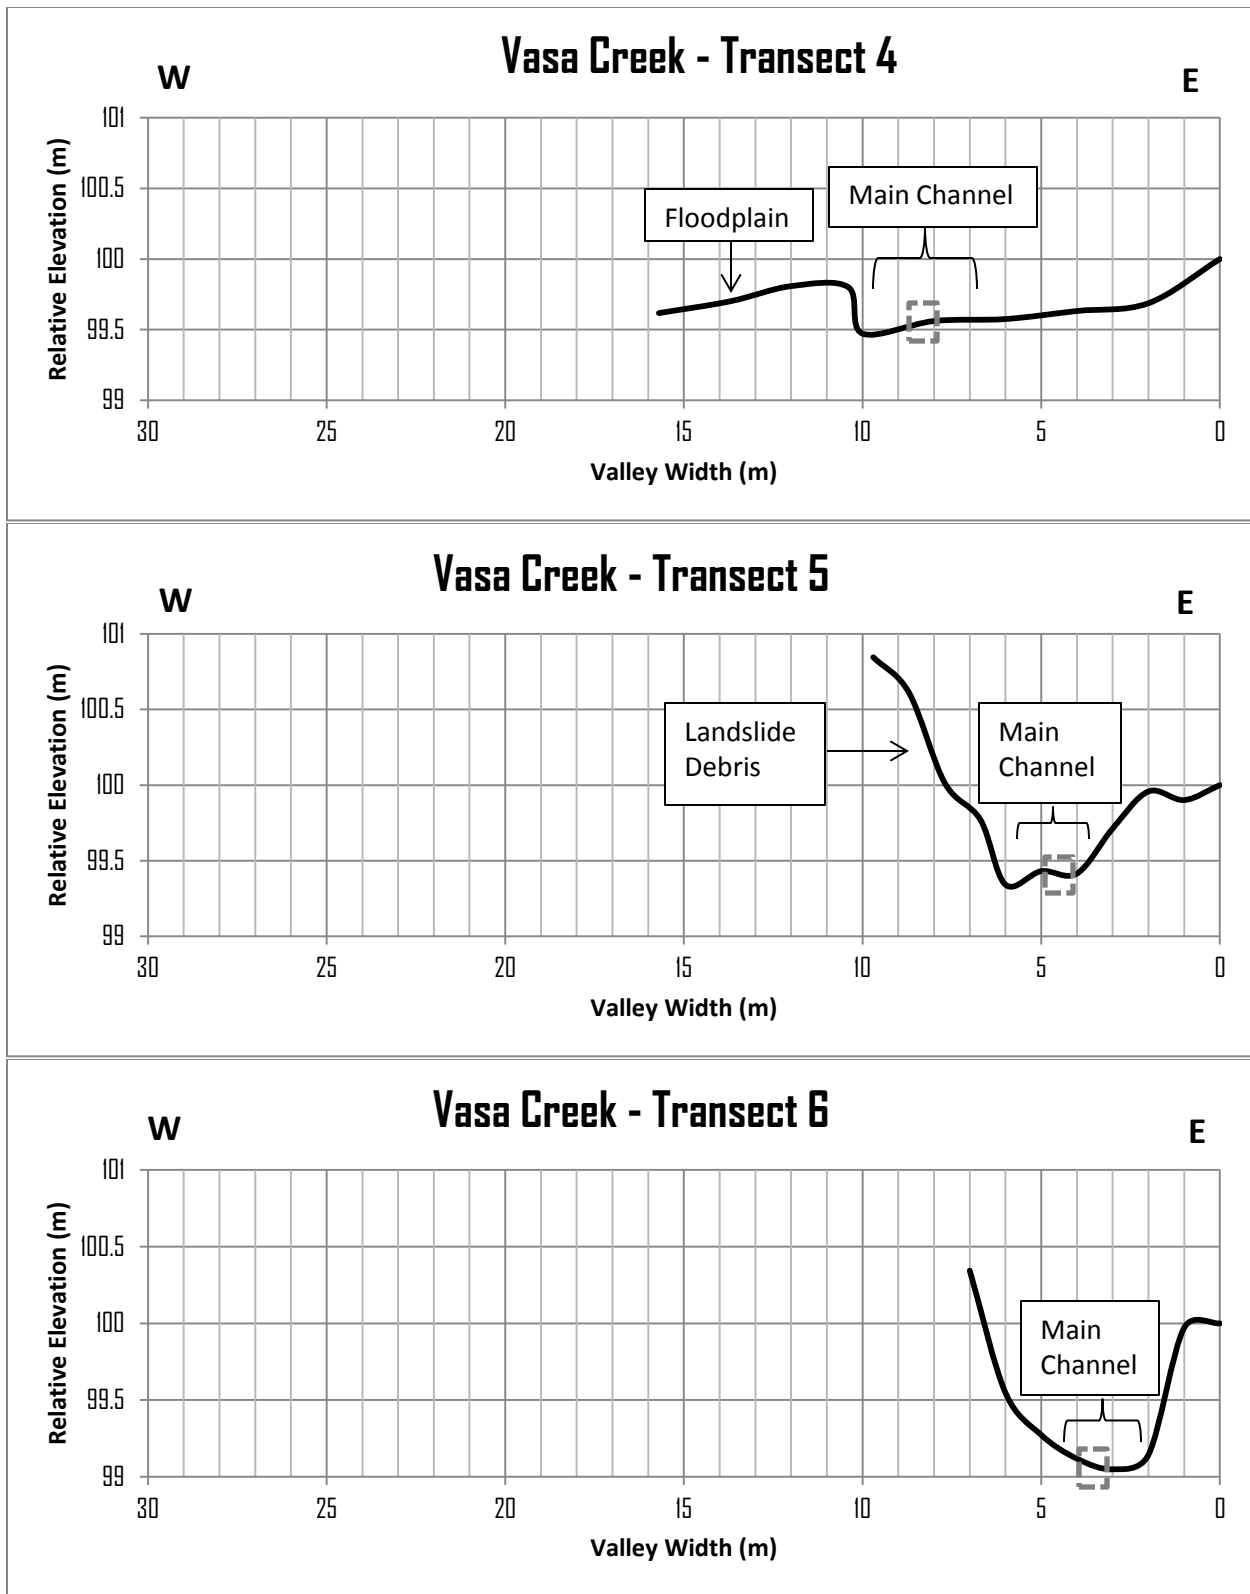 Vasa Creek - Transect 4
W
E
Relative Elevation (m)
101
100.5
100
99.5
99
Floodplain
Main Channel
30
25
20
15
10
5
0
Valley Width (m)
Vasa Creek - Transect 5
W
E
Relative Elevation (m)
101
100.5
100
99.5
99
Landslide
Debris
Main
Channel
30
25
20
15
10
5
0
Valley Width (m)
Vasa Creek - Transect 6
W
E
Relative Elevation (m)
101
100.5
100
99.5
99
Main
Channel
30
25
20
15
10
5
0
Valley Width (m)